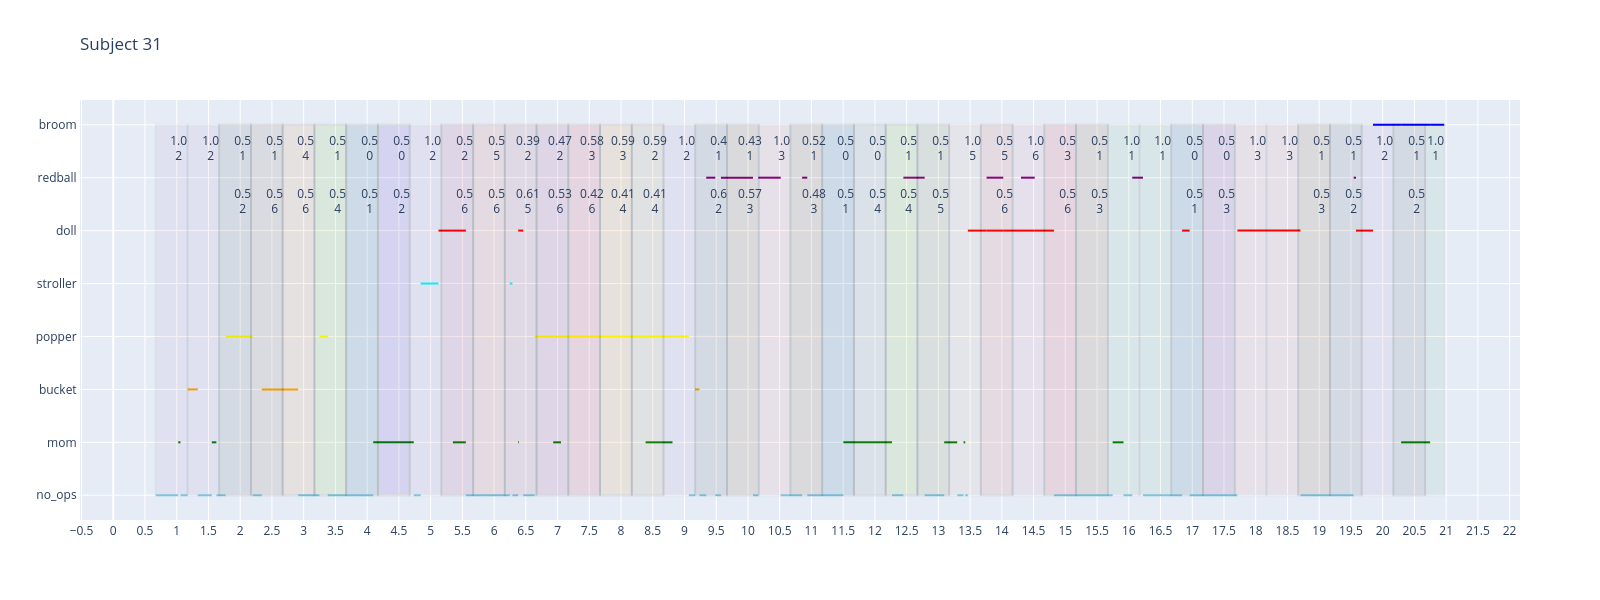 Subject 31
broom
1.0 1.0 0.5 0.5 0.5 0.5 0.5 0.5 1.0 0.5 0.5 0.39 0.47 0.58 0.59 0.59 1.0 0.4 0.43 1.0 0.52 0.5 0.5 0.5 0.5 1.0 0.5 1.0 0.5 0.5 1.0 1.0 0.5 0.5 1.0 1.0 0.5 0.5 1.0 0.5 1.0
2 2 1 1 4 1 0 0 2 2 5 2 2 3 3 2 2 1 1 3 1 0 0 1 1 5 5 6 3 1 1 1 0 0 3 3 1 1 2 1 1
redball
0.5 0.5 0.5 0.5 0.5 0.5 0.5 0.5 0.61 0.53 0.42 0.41 0.41 0.6 0.57 0.48 0.5 0.5 0.5 0.5 0.5 0.5 0.5 0.5 0.5 0.5 0.5 0.5
2 6 6 4 1 2 6 6 5 6 6 4 4 2 3 3 1 4 4 5 6 6 3 1 3 3 2 2
doll
stroller
popper
bucket
mom
no_ops
−0.5 0 0.5 1 1.5 2 2.5 3 3.5 4 4.5 5 5.5 6 6.5 7 7.5 8 8.5 9 9.5 10 10.5 11 11.5 12 12.5 13 13.5 14 14.5 15 15.5 16 16.5 17 17.5 18 18.5 19 19.5 20 20.5 21 21.5 22